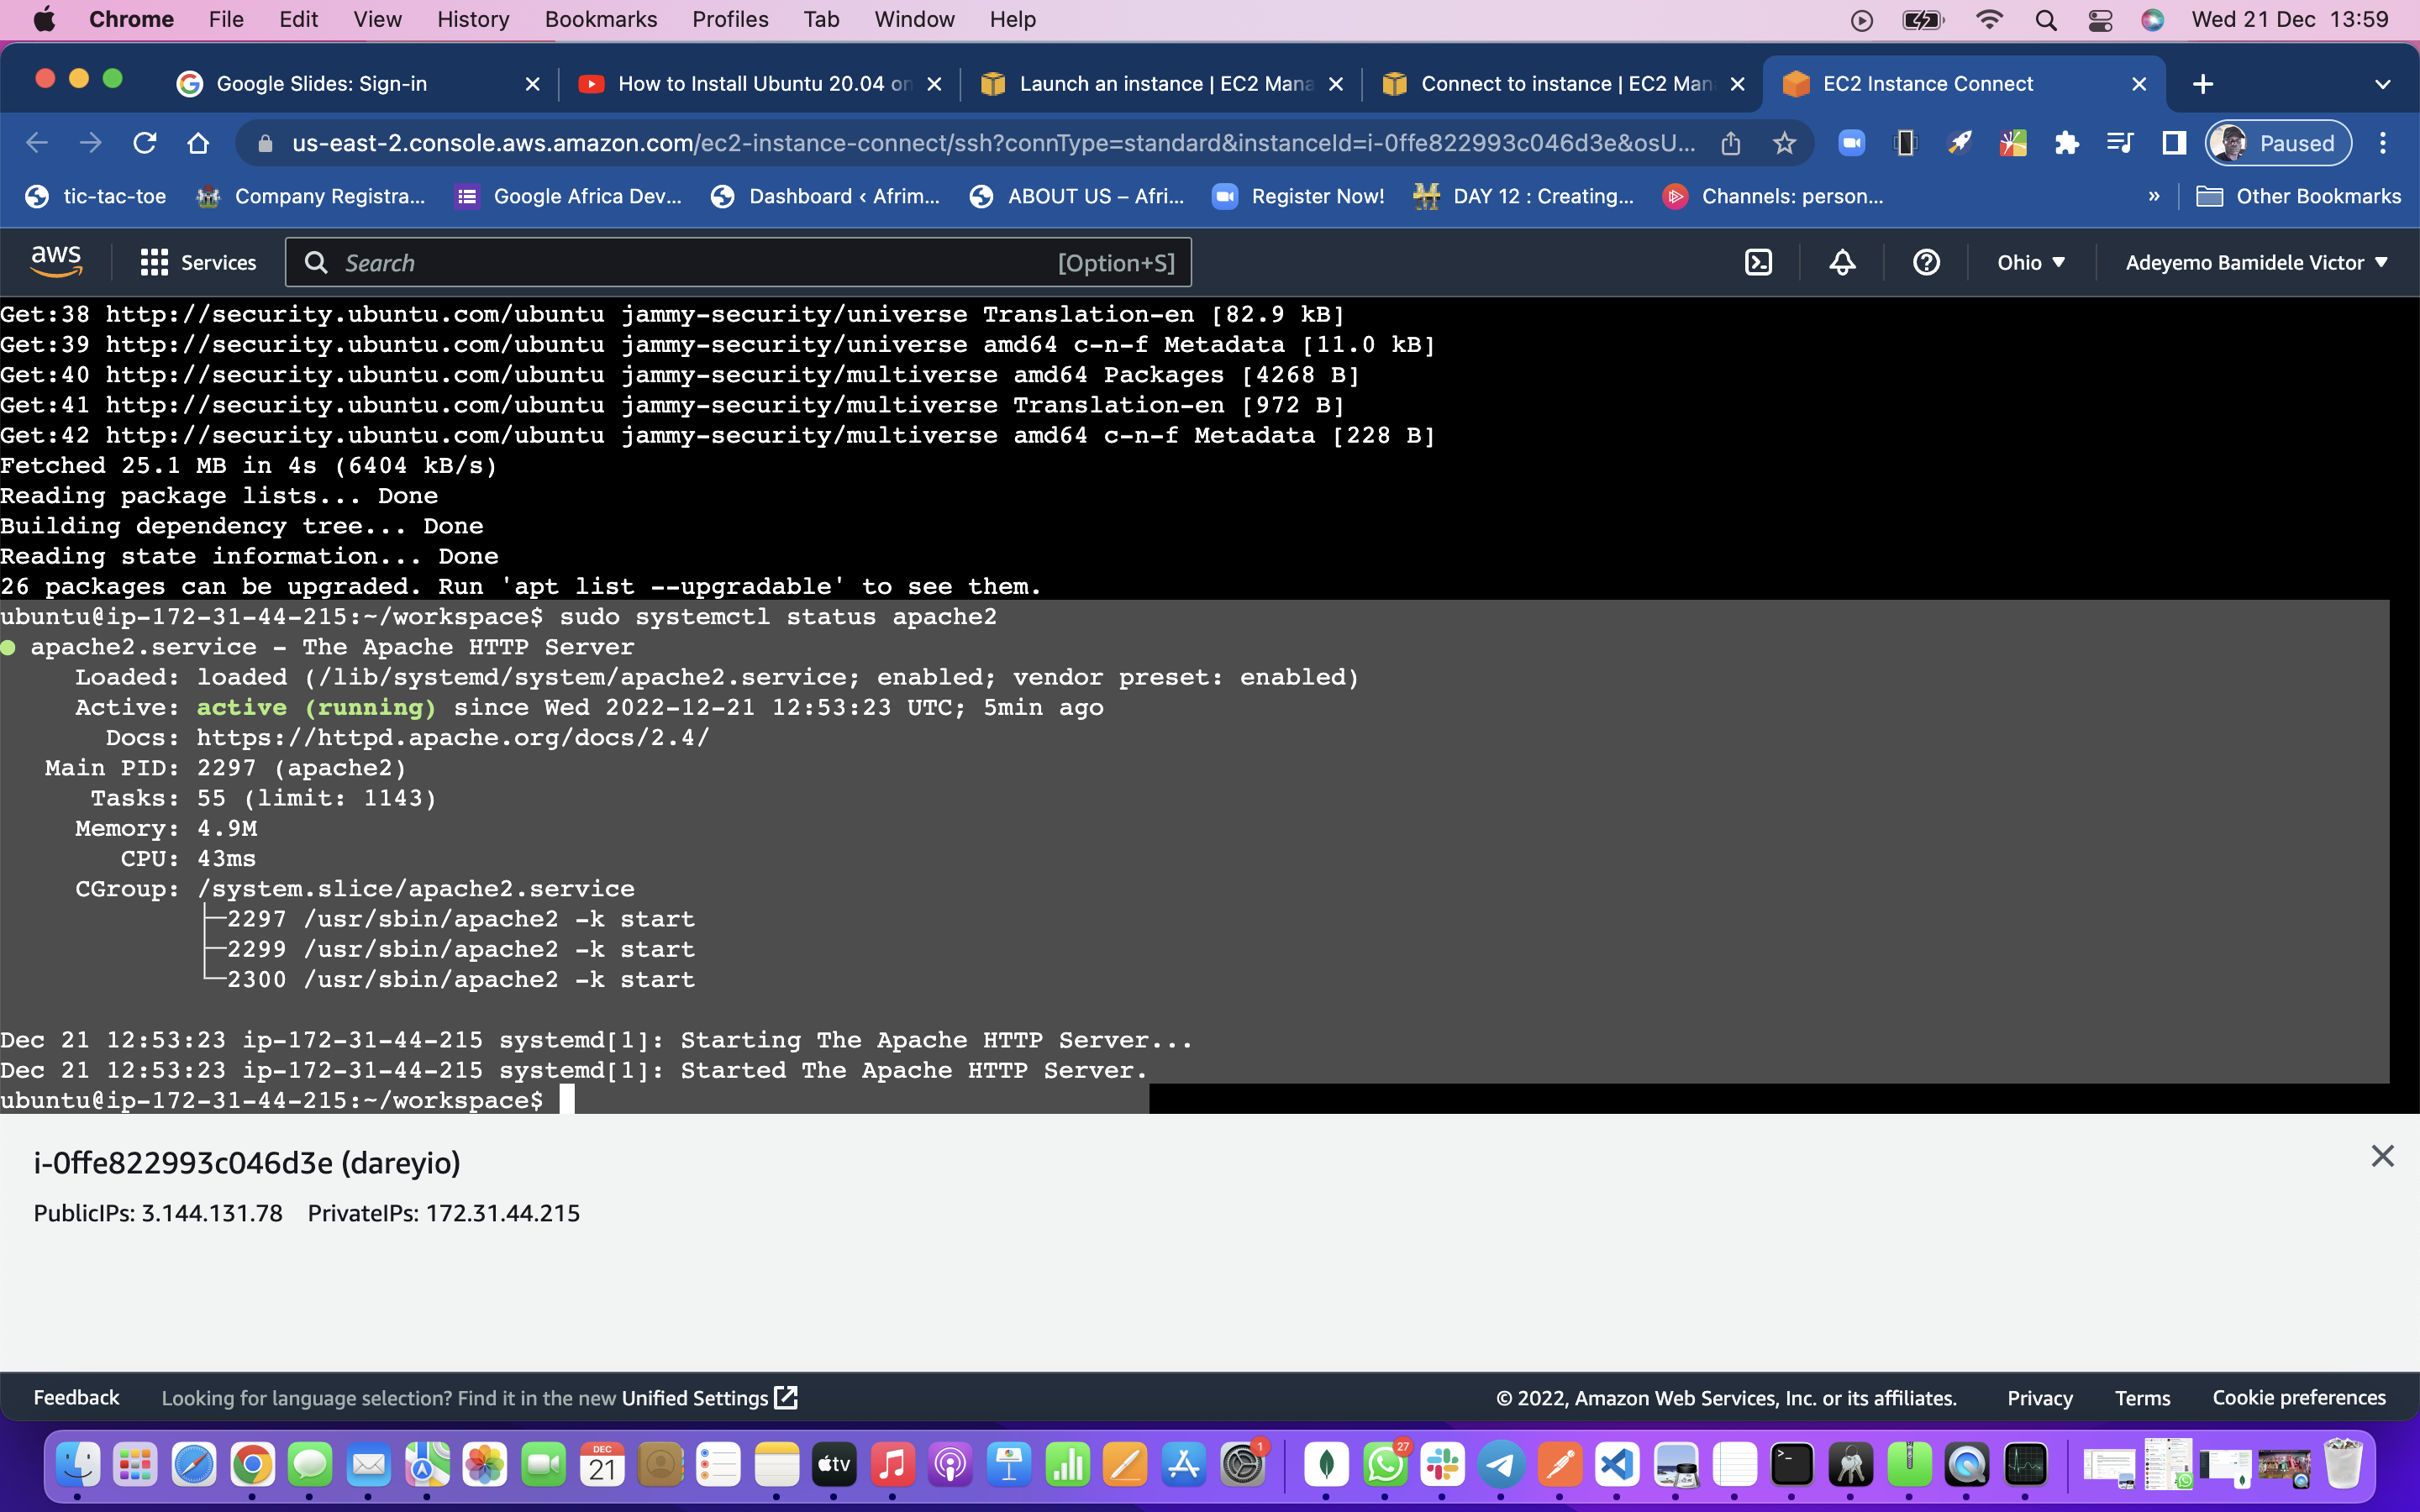 Chrome File Edit View History Bookmarks Profiles Tab Window Help Wed 21 Dec 13:59
Google Slides: Sign-in How to Install Ubuntu 20.04 on Launch an instance | EC2 Mana Connect to instance | EC2 Man EC2 Instance Connect
us-east-2.console.aws.amazon.com/ec2-instance-connect/ssh?connType=standard&instanceId=i-0ffe822993c046d3e&osU... Paused
tic-tac-toe Company Registra... Google Africa Dev... Dashboard ‹ Afrim... ABOUT US – Afri... Register Now! DAY 12 : Creating... Channels: person... » Other Bookmarks
aws Services Search [Option+S] Ohio Adeyemo Bamidele Victor
Get:38 http://security.ubuntu.com/ubuntu jammy-security/universe Translation-en [82.9 kB]
Get:39 http://security.ubuntu.com/ubuntu jammy-security/universe amd64 c-n-f Metadata [11.0 kB]
Get:40 http://security.ubuntu.com/ubuntu jammy-security/multiverse amd64 Packages [4268 B]
Get:41 http://security.ubuntu.com/ubuntu jammy-security/multiverse Translation-en [972 B]
Get:42 http://security.ubuntu.com/ubuntu jammy-security/multiverse amd64 c-n-f Metadata [228 B]
Fetched 25.1 MB in 4s (6404 kB/s)
Reading package lists... Done
Building dependency tree... Done
Reading state information... Done
26 packages can be upgraded. Run 'apt list --upgradable' to see them.
ubuntu@ip-172-31-44-215:~/workspace$ sudo systemctl status apache2
● apache2.service - The Apache HTTP Server
Loaded: loaded (/lib/systemd/system/apache2.service; enabled; vendor preset: enabled)
Active: active (running) since Wed 2022-12-21 12:53:23 UTC; 5min ago
Docs: https://httpd.apache.org/docs/2.4/
Main PID: 2297 (apache2)
Tasks: 55 (limit: 1143)
Memory: 4.9M
CPU: 43ms
CGroup: /system.slice/apache2.service
├─2297 /usr/sbin/apache2 -k start
├─2299 /usr/sbin/apache2 -k start
└─2300 /usr/sbin/apache2 -k start
Dec 21 12:53:23 ip-172-31-44-215 systemd[1]: Starting The Apache HTTP Server...
Dec 21 12:53:23 ip-172-31-44-215 systemd[1]: Started The Apache HTTP Server.
ubuntu@ip-172-31-44-215:~/workspace$
i-0ffe822993c046d3e (dareyio)
PublicIPs: 3.144.131.78 PrivateIPs: 172.31.44.215
Feedback Looking for language selection? Find it in the new Unified Settings © 2022, Amazon Web Services, Inc. or its affiliates. Privacy Terms Cookie preferences
DEC 21 tv 1 27